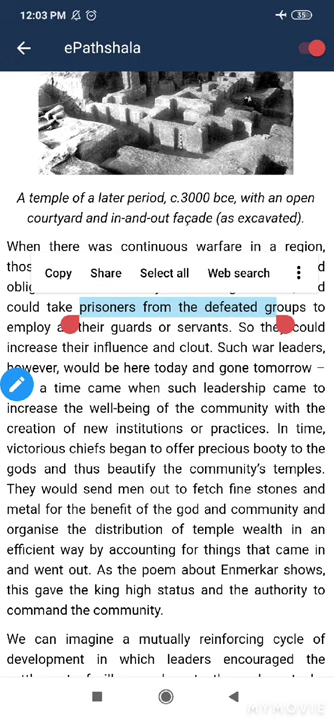 12:03 PM
35
ePathshala
A temple of a later period, c.3000 bce, with an open
courtyard and in-and-out façade (as excavated).
When there was continuous warfare in a region,
thos
Copy Share Select all Web search
d
oblig
d
could take prisoners from the defeated groups to
employ as their guards or servants. So they could
increase their influence and clout. Such war leaders,
however, would be here today and gone tomorrow –
a time came when such leadership came to
increase the well-being of the community with the
creation of new institutions or practices. In time,
victorious chiefs began to offer precious booty to the
gods and thus beautify the community's temples.
They would send men out to fetch fine stones and
metal for the benefit of the god and community and
organise the distribution of temple wealth in an
efficient way by accounting for things that came in
and went out. As the poem about Enmerkar shows,
this gave the king high status and the authority to
command the community.
We can imagine a mutually reinforcing cycle of
development in which leaders encouraged the
MYMOVIE